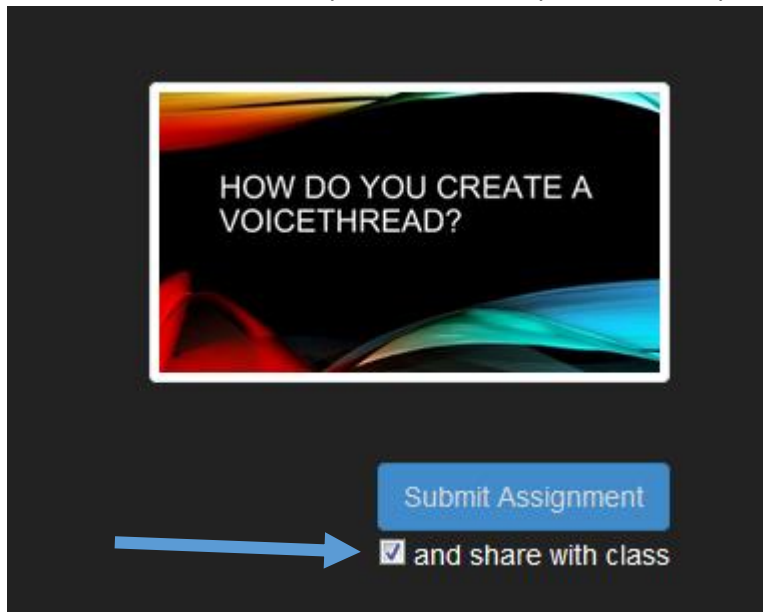 HOW DO YOU CREATE A
VOICETHREAD?
Submit Assignment
and share with class